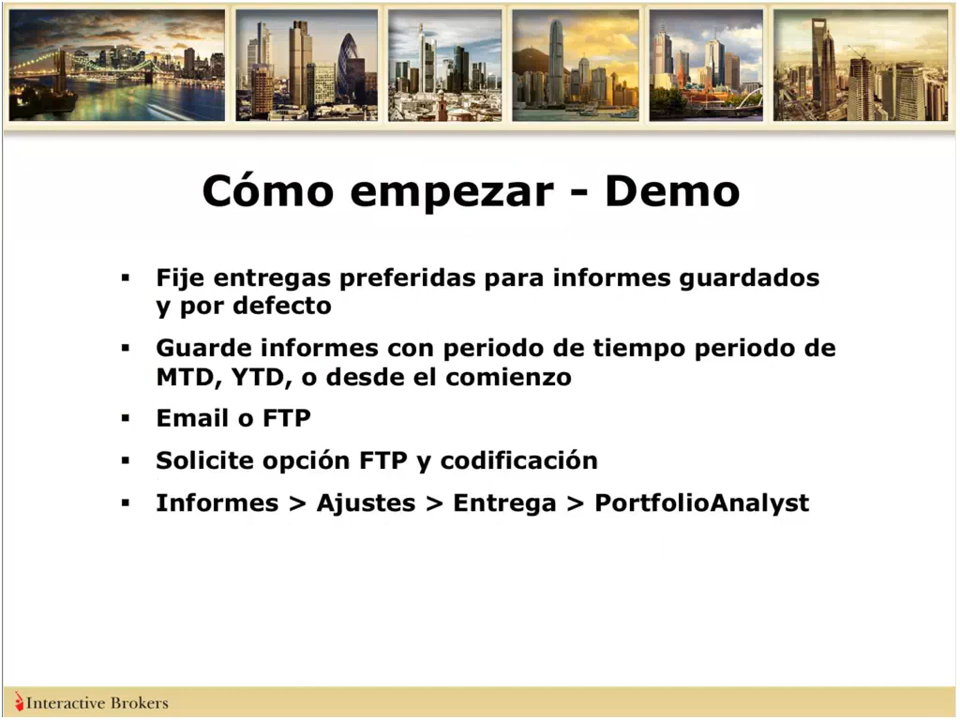 Cómo empezar - Demo
▪ Fije entregas preferidas para informes guardados
y por defecto
▪ Guarde informes con periodo de tiempo periodo de
MTD, YTD, o desde el comienzo
▪ Email o FTP
▪ Solicite opción FTP y codificación
▪ Informes > Ajustes > Entrega > PortfolioAnalyst
Interactive Brokers